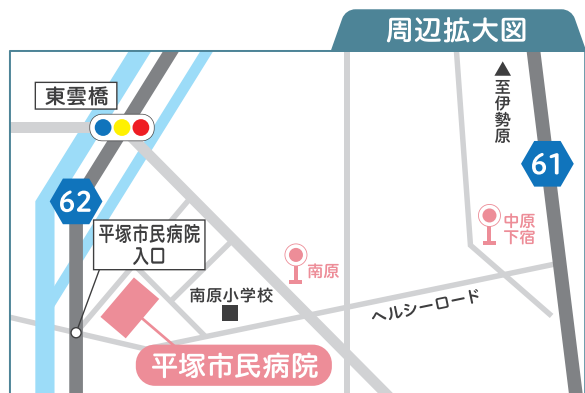 周辺拡大図
東雲橋
▲
至伊勢原
61
62
平塚市民病院
入口
中原
下宿
南原
南原小学校
ヘルシーロード
平塚市民病院